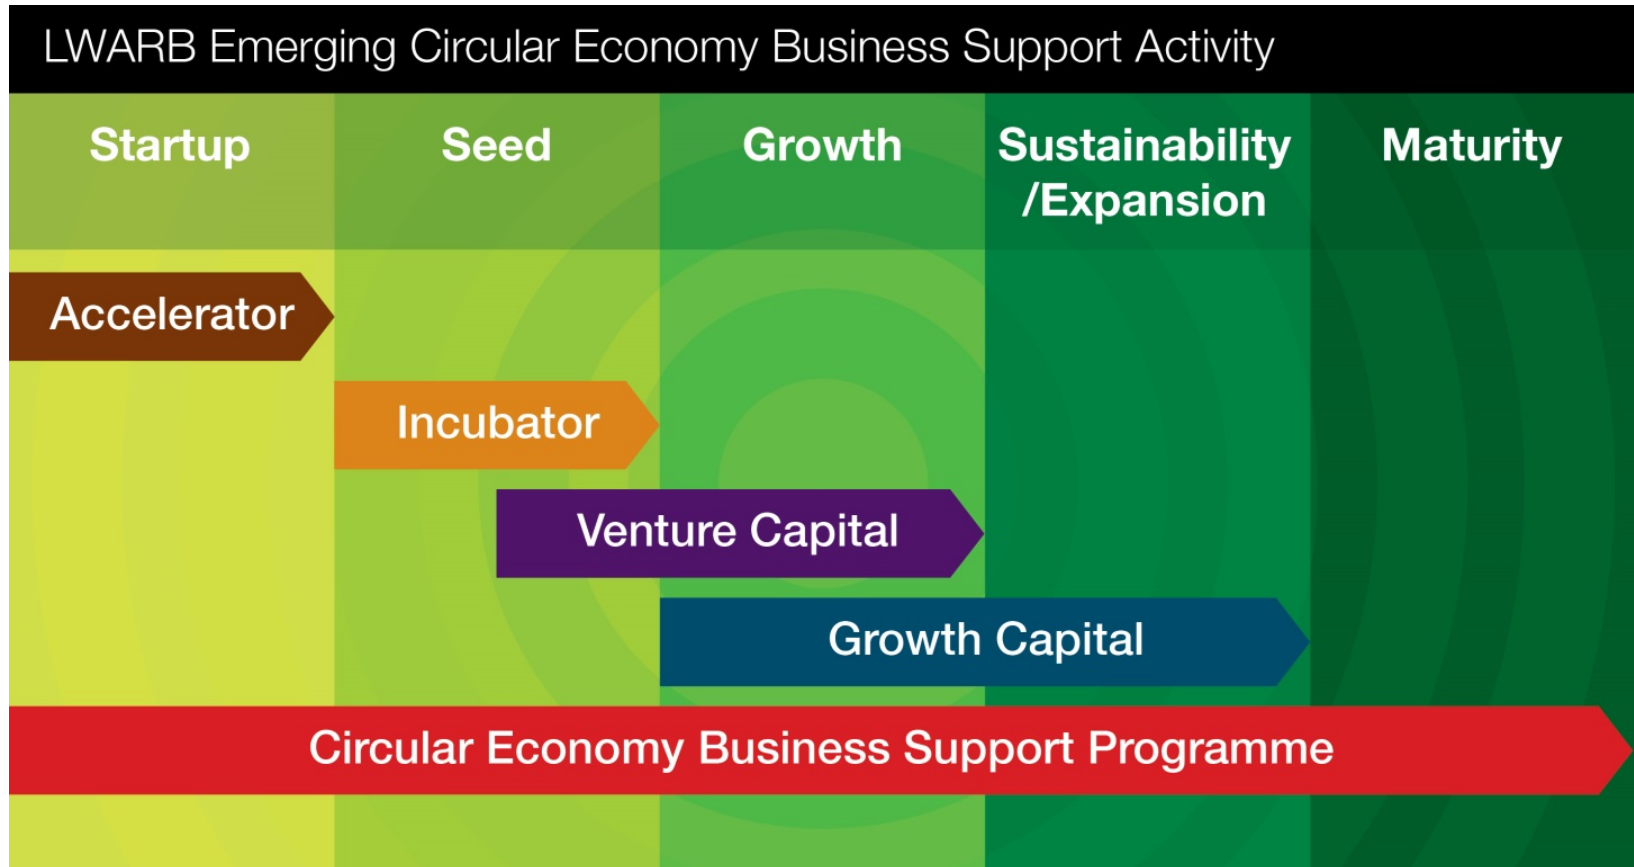 LWARB Emerging Circular Economy Business Support Activity
Startup
Seed
Growth
Sustainability
/Expansion
Maturity
Accelerator
Incubator
Venture Capital
Growth Capital
Circular Economy Business Support Programme